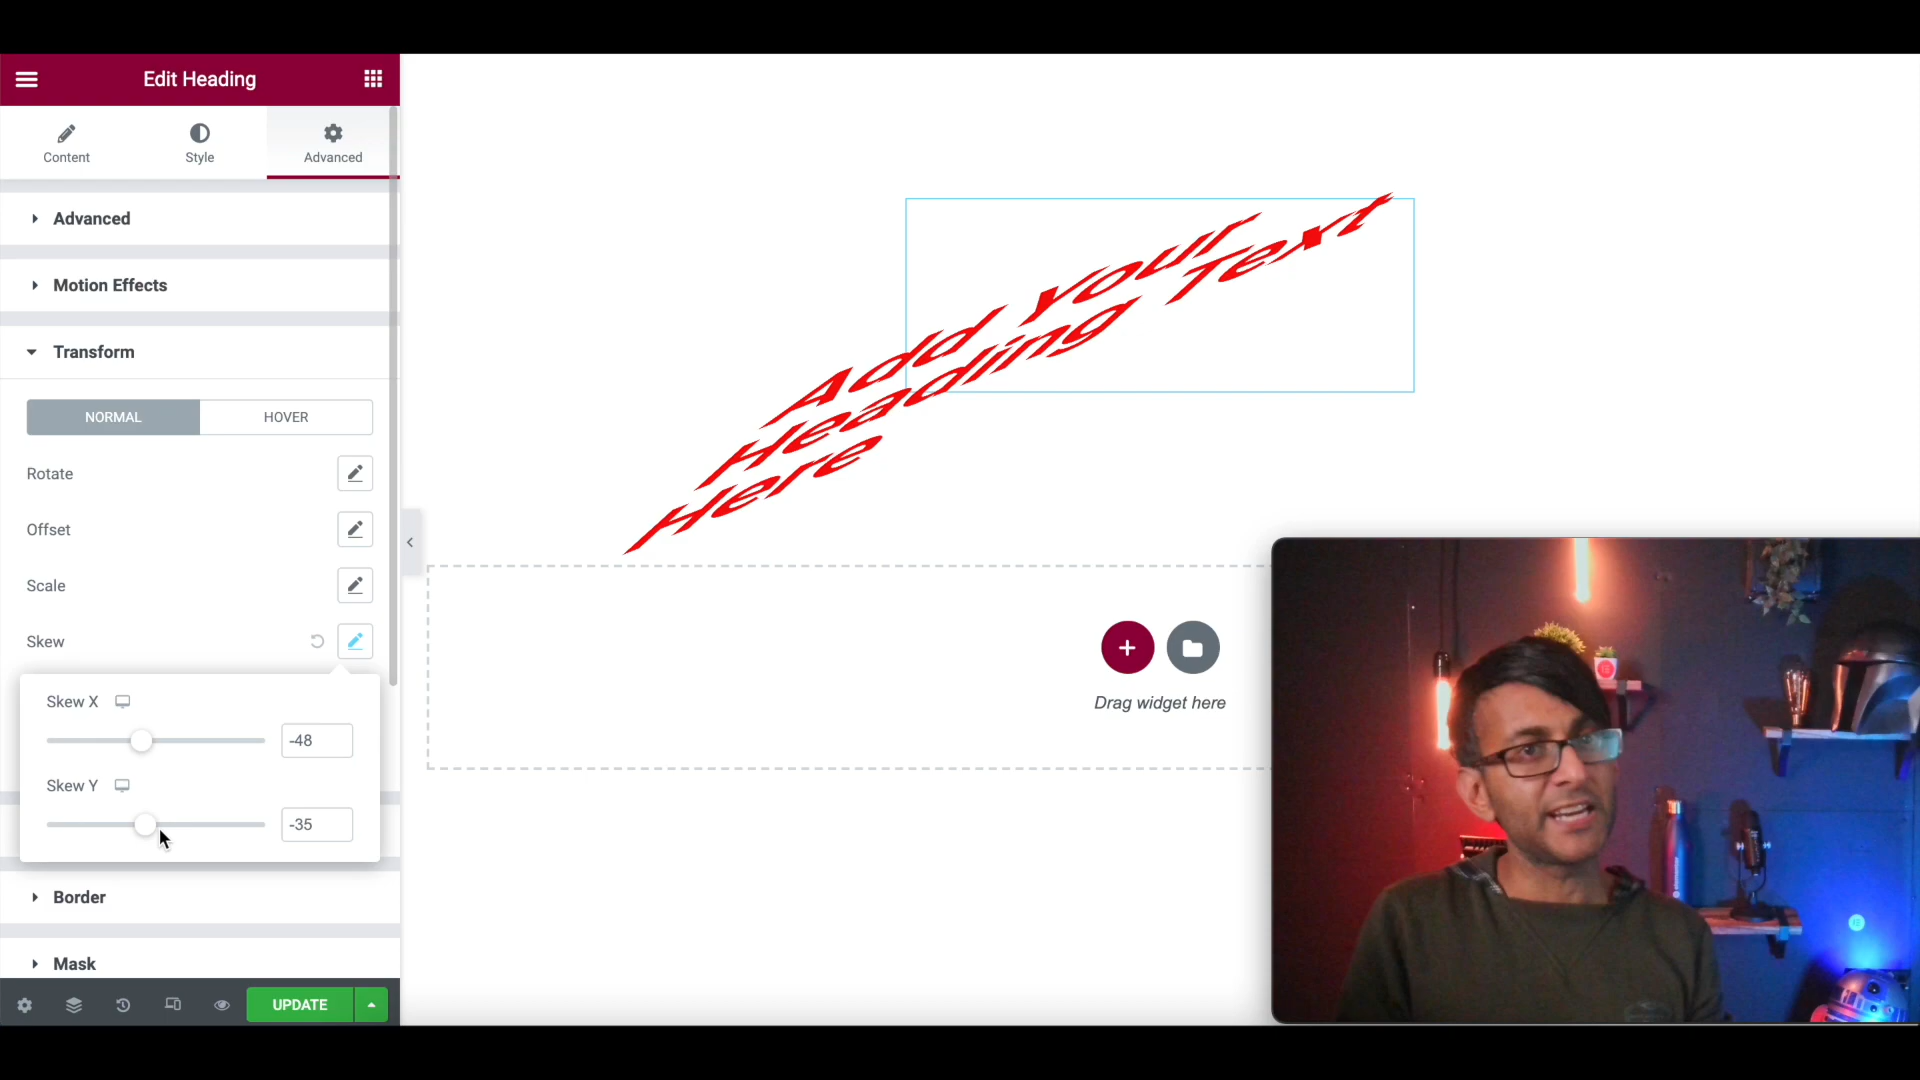 Edit Heading
Content
Style
Advanced
Advanced
Motion Effects
Transform
NORMAL
HOVER
Rotate
Offset
Scale
Skew
Skew X
-48
Skew Y
-35
Border
Mask
UPDATE
Add Your
Heading Text
Here
Drag widget here